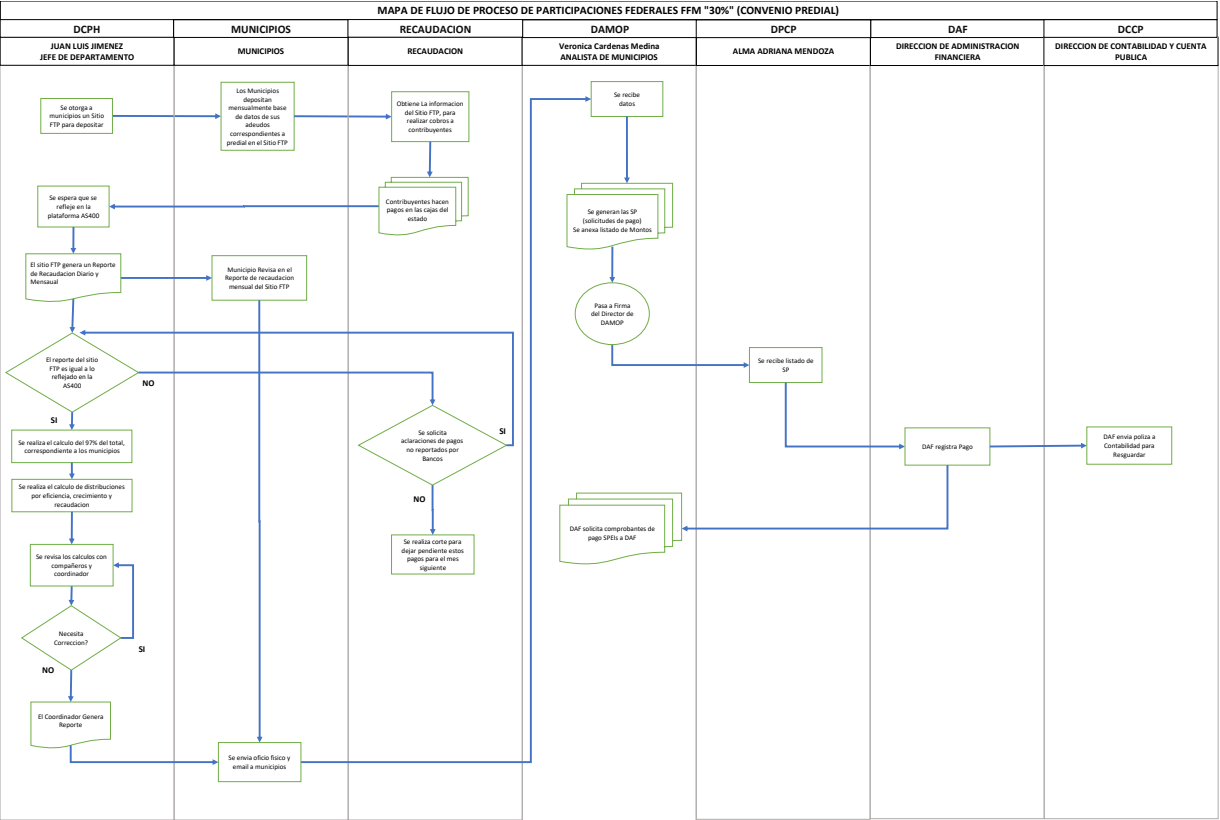 MAPA DE FLUJO DE PROCESO DE PARTICIPACIONES FEDERALES FFM "30%" (CONVENIO PREDIAL)
DCPH
MUNICIPIOS
RECAUDACION
DAMOP
DPCP
DAF
DCCP
JUAN LUIS JIMENEZ
JEFE DE DEPARTAMENTO
MUNICIPIOS
RECAUDACION
Veronica Cardenas Medina
ANALISTA DE MUNICIPIOS
ALMA ADRIANA MENDOZA
DIRECCION DE ADMINISTRACION
FINANCIERA
DIRECCION DE CONTABILIDAD Y CUENTA
PUBLICA
Se otorga a
municipios un Sitio
FTP para depositar
Los Municipios
depositan
mensualmente base
de datos de sus
adeudos
correspondientes a
predial en el Sitio FTP
Obtiene La informacion
del Sitio FTP, para
realizar cobros a
contribuyentes
Se recibe
datos
Se espera que se
refleje en la
plataforma AS400
Contribuyentes hacen
pagos en las cajas del
estado
Se generan las SP
(solicitudes de pago)
Se anexa listado de Montos
El sitio FTP genera un Reporte
de Recaudacion Diario y
Mensaual
Municipio Revisa en el
Reporte de recaudacion
mensual del Sitio FTP
Pasa a Firma
del Director de
DAMOP
El reporte del sitio
FTP es igual a lo
reflejado en la
AS400
NO
SI
Se recibe listado de
SP
Se realiza el calculo del 97% del total,
correspondiente a los municipios
Se solicita
aclaraciones de pagos
no reportados por
Bancos
SI
NO
DAF registra Pago
DAF envia poliza a
Contabilidad para
Resguardar
Se realiza el calculo de distribuciones
por eficiencia, crecimiento y
recaudacion
DAF solicita comprobantes de
pago SPEIs a DAF
Se realiza corte para
dejar pendiente estos
pagos para el mes
siguiente
Se revisa los calculos con
compañeros y
coordinador
Necesita
Correccion?
SI
NO
El Coordinador Genera
Reporte
Se envia oficio fisico y
email a municipios